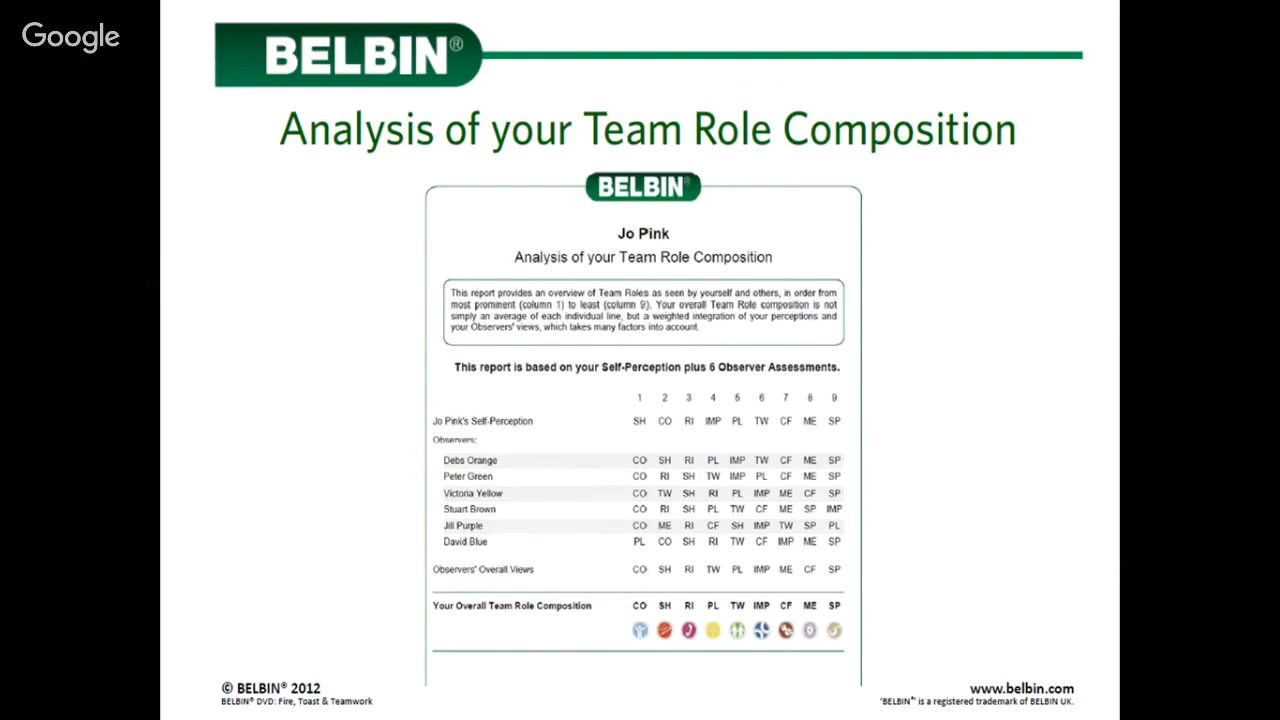 Google
BELBIN®
Analysis of your Team Role Composition
BELBIN®
Jo Pink
Analysis of your Team Role Composition
This report provides an overview of Team Roles as seen by yourself and others, in order from
most prominent (column 1) to least (column 9). Your overall Team Role composition is not
simply an average of each individual line, but a weighted integration of your perceptions and
your Observers' views, which takes many factors into account.
This report is based on your Self-Perception plus 6 Observer Assessments.
1 2 3 4 5 6 7 8 9
Jo Pink's Self-Perception SH CO RI IMP PL TW CF ME SP
Observers:
Debs Orange CO SH RI PL IMP TW CF ME SP
Peter Green CO RI SH TW IMP PL CF ME SP
Victoria Yellow CO TW SH RI PL IMP ME CF SP
Stuart Brown CO RI SH PL TW CF ME SP IMP
Jill Purple CO ME RI CF SH IMP TW SP PL
David Blue PL CO SH RI TW CF IMP ME SP
Observers' Overall Views CO SH RI TW PL IMP ME CF SP
Your Overall Team Role Composition CO SH RI PL TW IMP CF ME SP
© BELBIN® 2012
BELBIN® DVD: Fire, Toast & Teamwork
www.belbin.com
'BELBIN®' is a registered trademark of BELBIN UK.